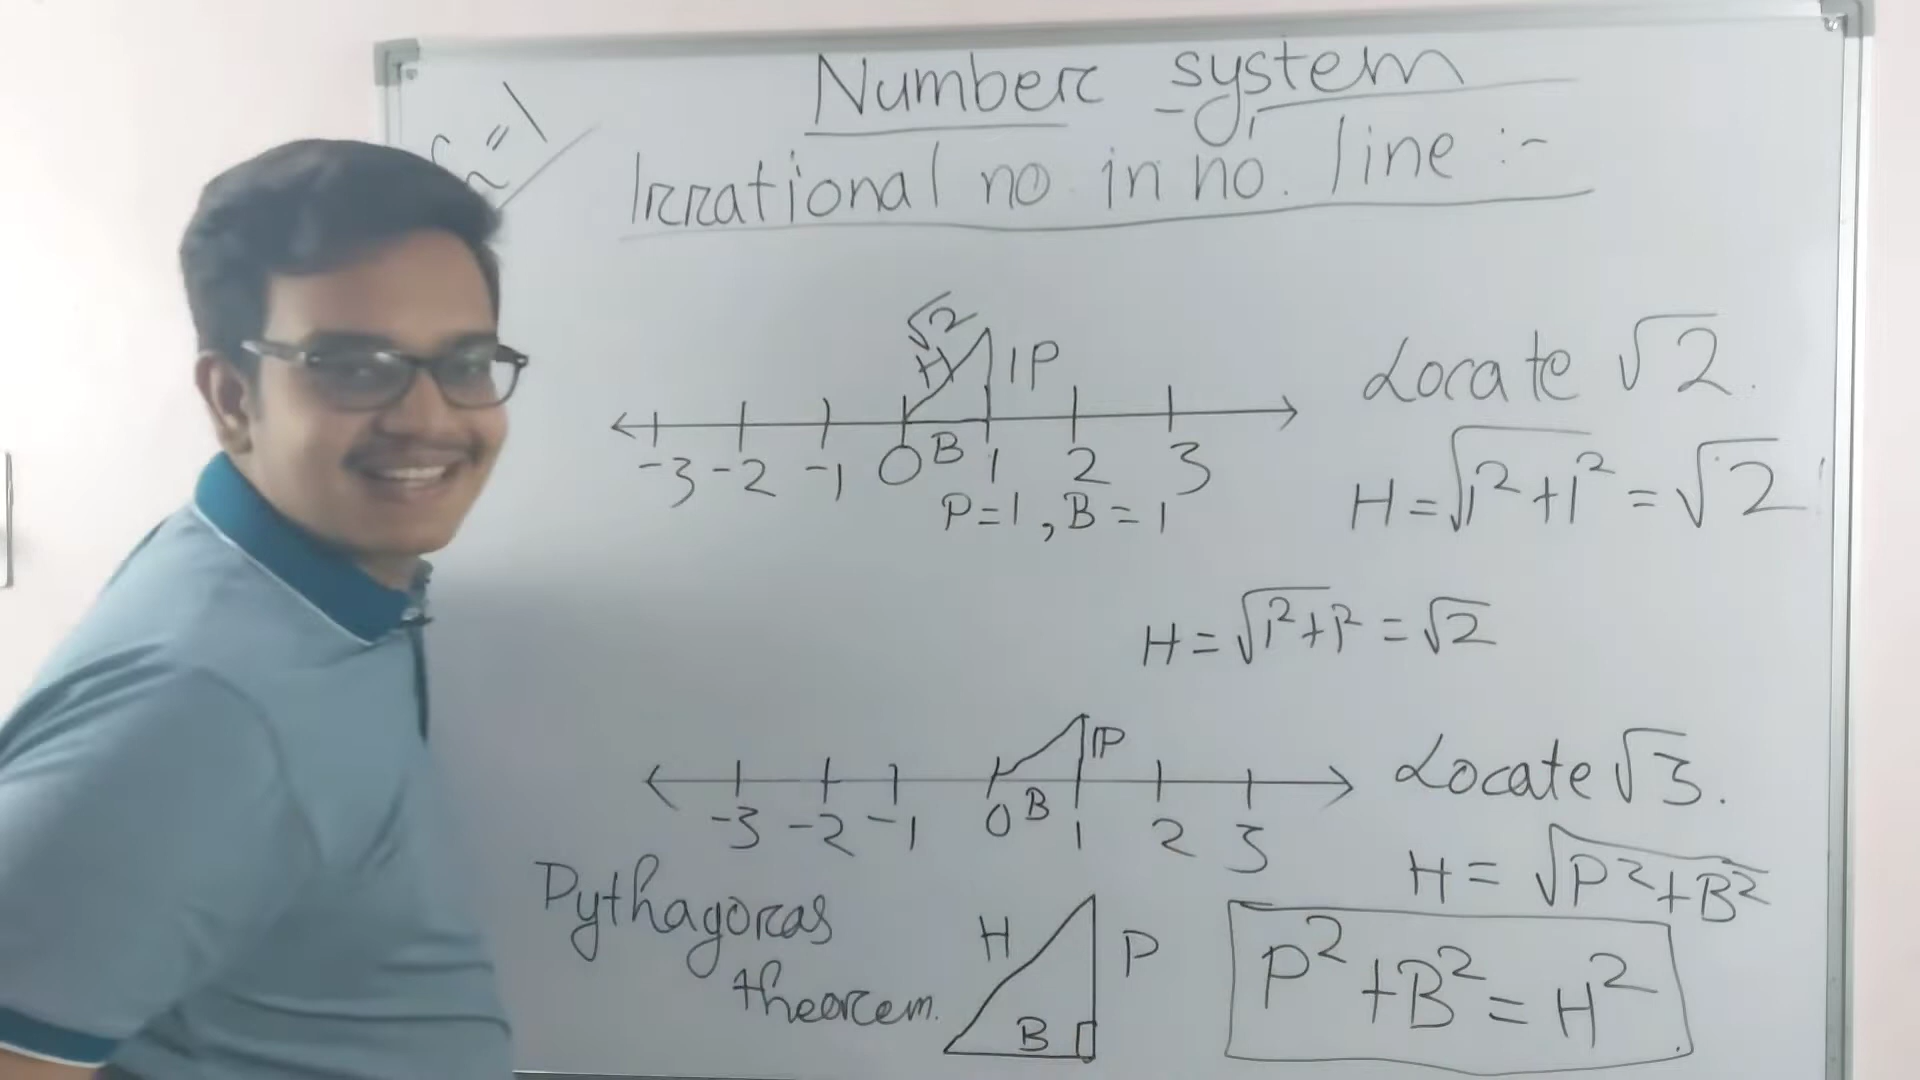 Number system
Irrational no. in no. line :-
√2
H
1P
Locate √2.
-3 -2 -1 0 B 1 2 3
P=1, B=1
H = √1²+1² = √2
H = √1²+1² = √2
1P
Locate √3.
-3 -2 -1 0 B 1 2 3
H = √P²+B²
Pythagoras
theorem.
H
P
B
P²+B²=H²